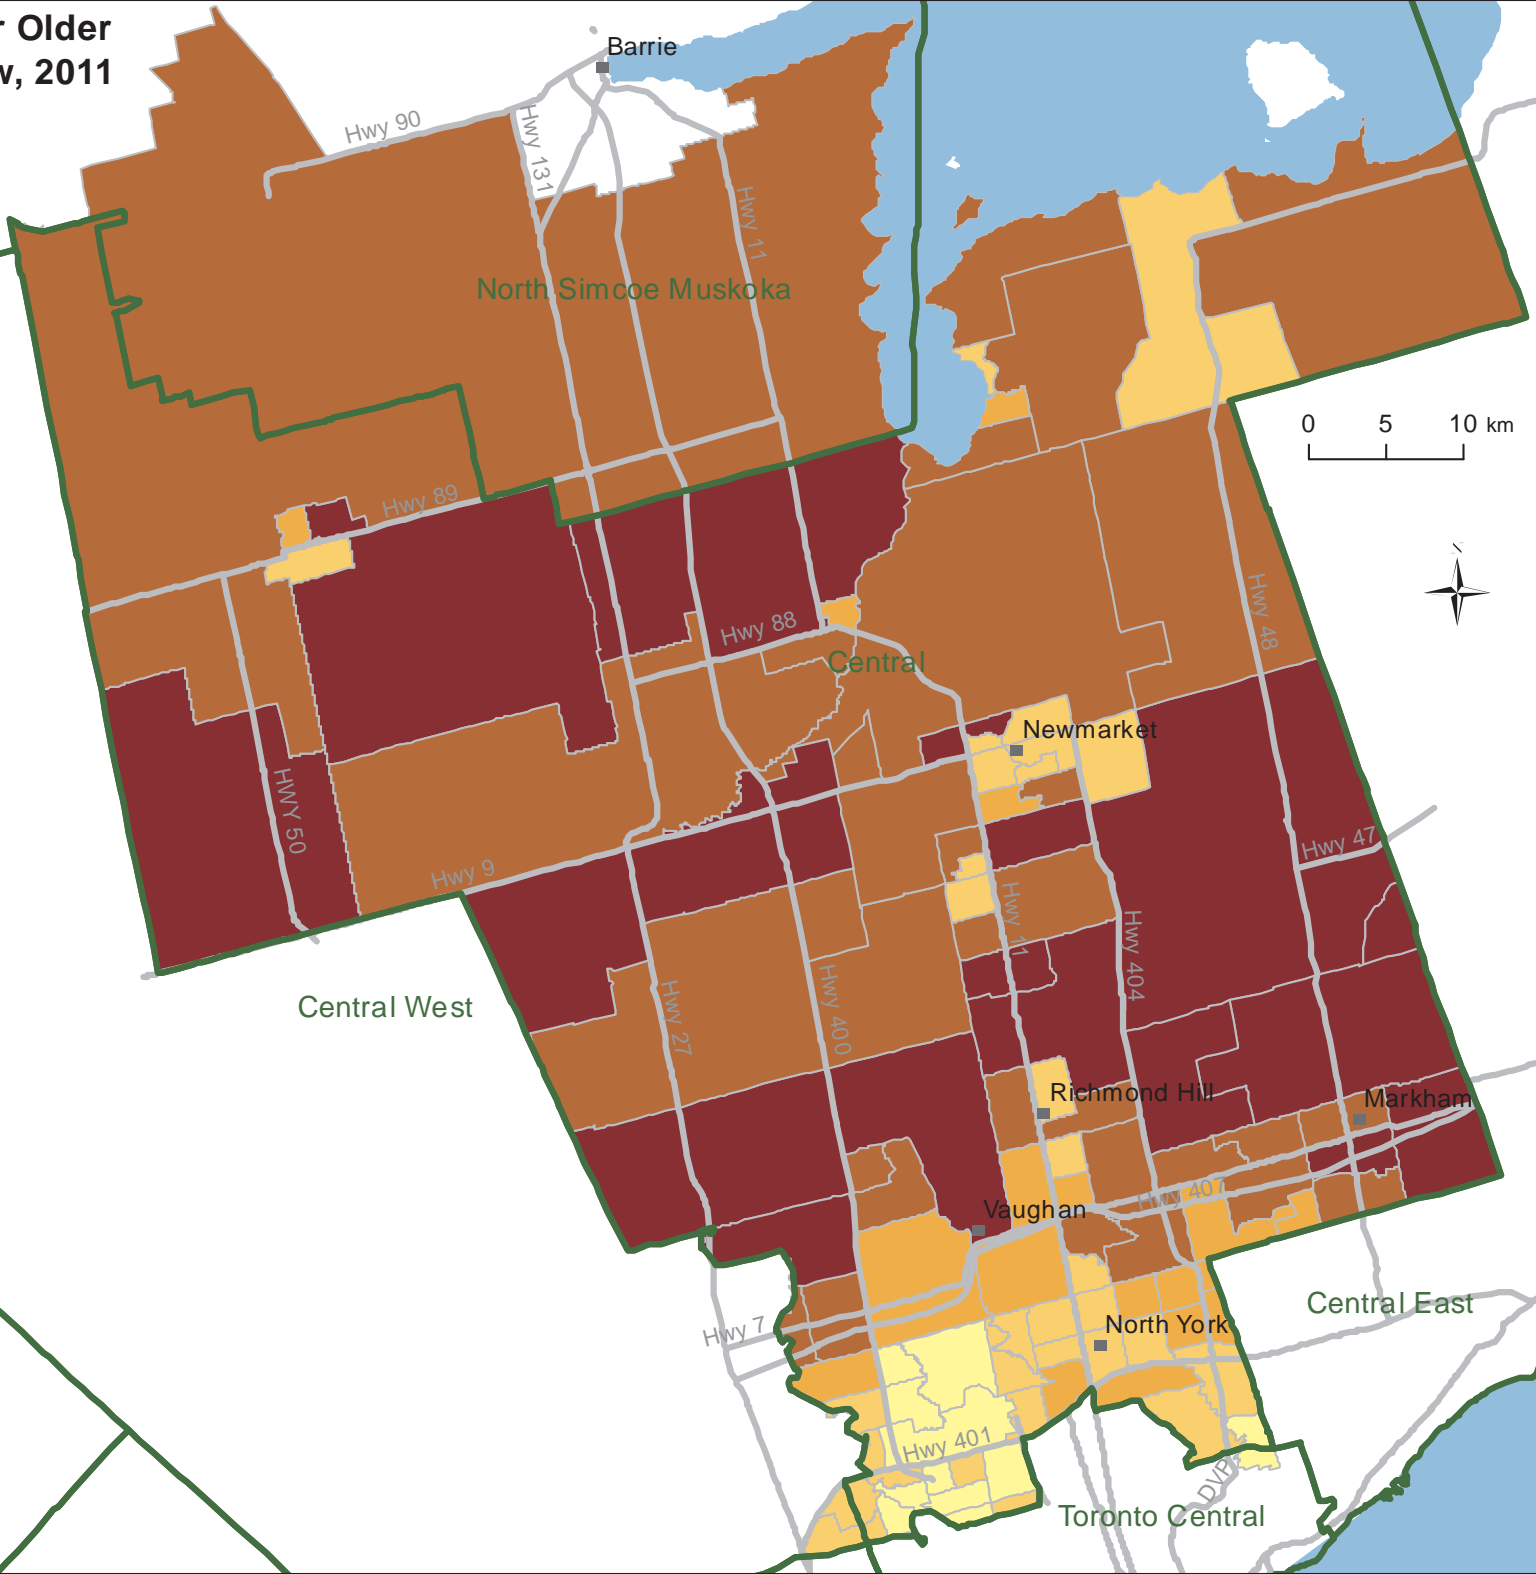 r Older
w, 2011
Barrie
Hwy 90
Hwy 131
Hwy 11
North Simcoe Muskoka
0 5 10 km
Hwy 89
N
Hwy 88
Central
Hwy 48
Newmarket
HWY 50
Hwy 9
Hwy 47
Hwy 11
Hwy 404
Central West
Hwy 27
Hwy 400
Richmond Hill
Markham
Hwy 407
Vaughan
Central East
Hwy 7
North York
Hwy 401
DVP
Toronto Central